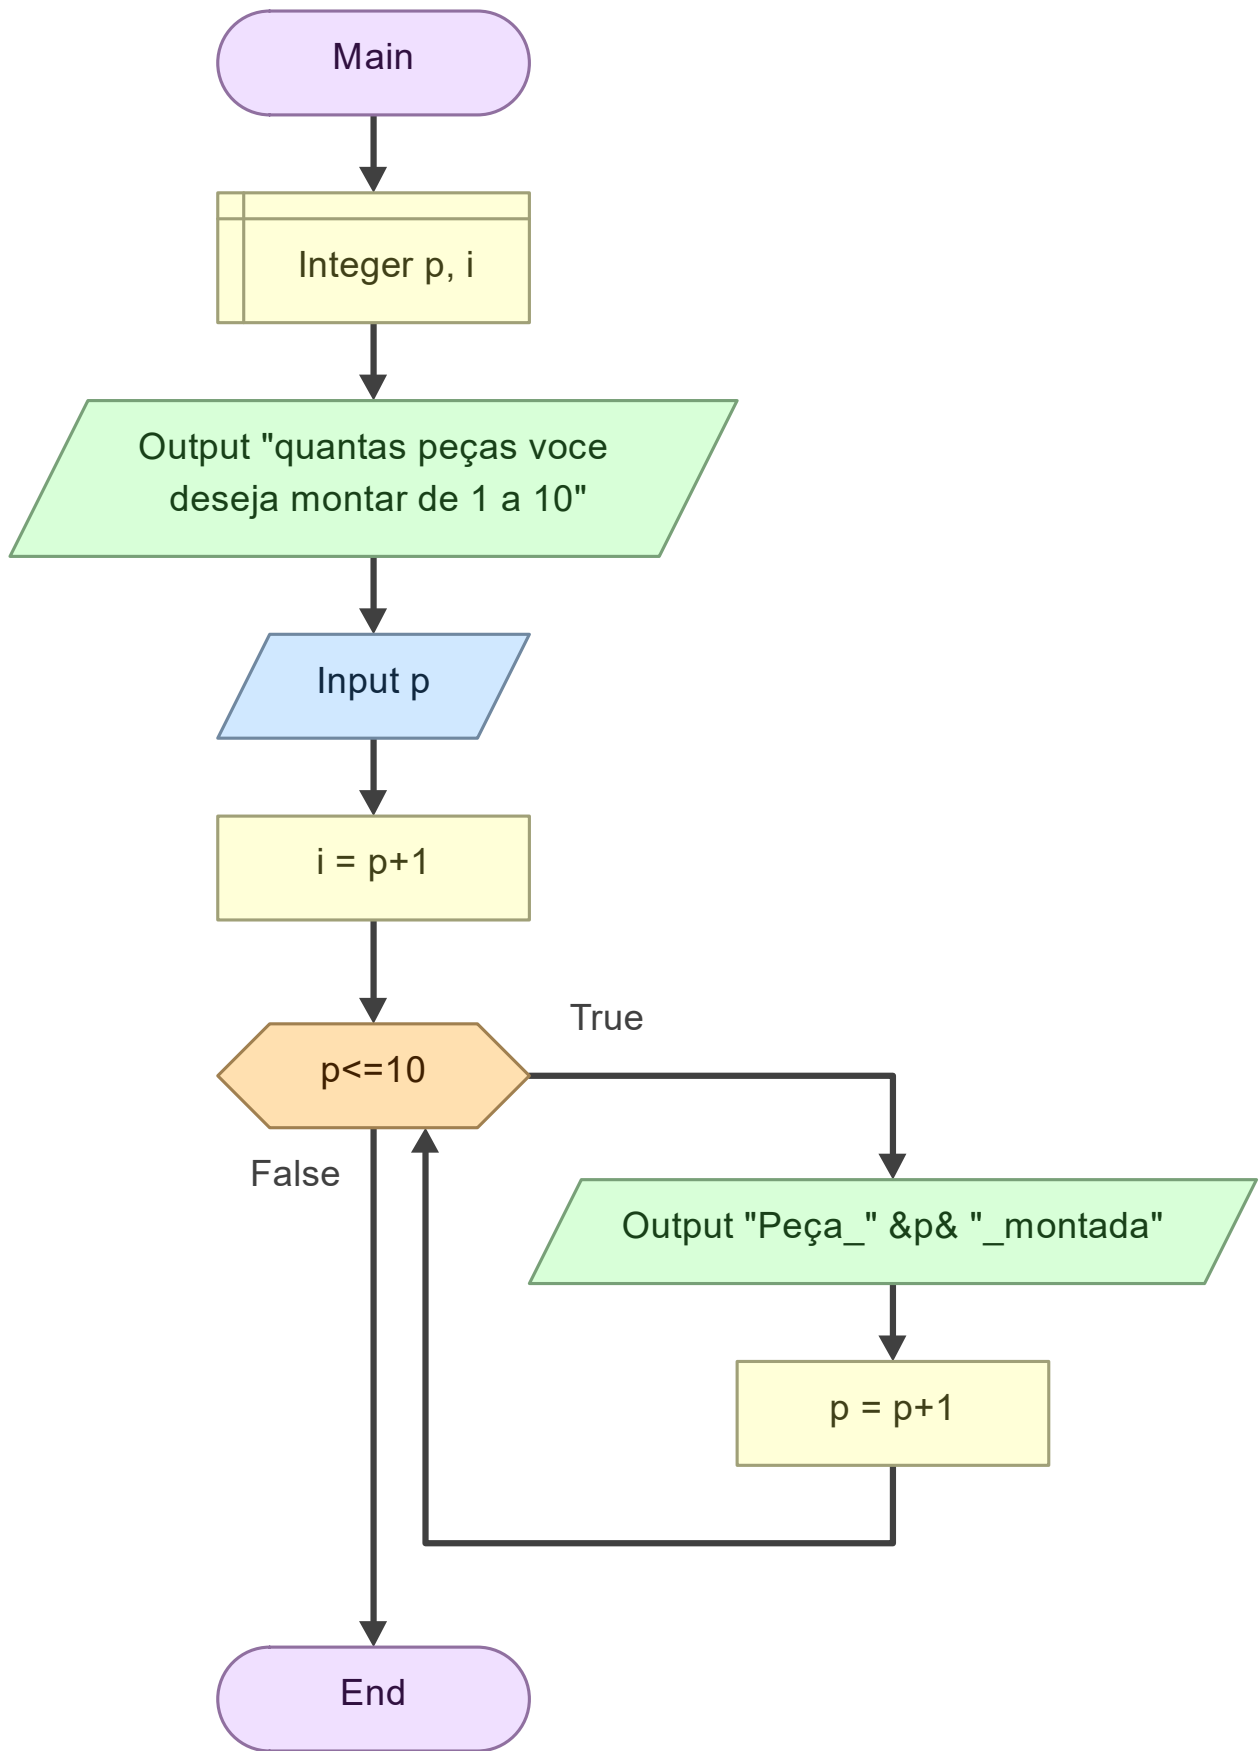 Main
Integer p, i
Output "quantas peças voce
deseja montar de 1 a 10"
Input p
i = p+1
p<=10
True
False
Output "Peça_" &p& "_montada"
p = p+1
End